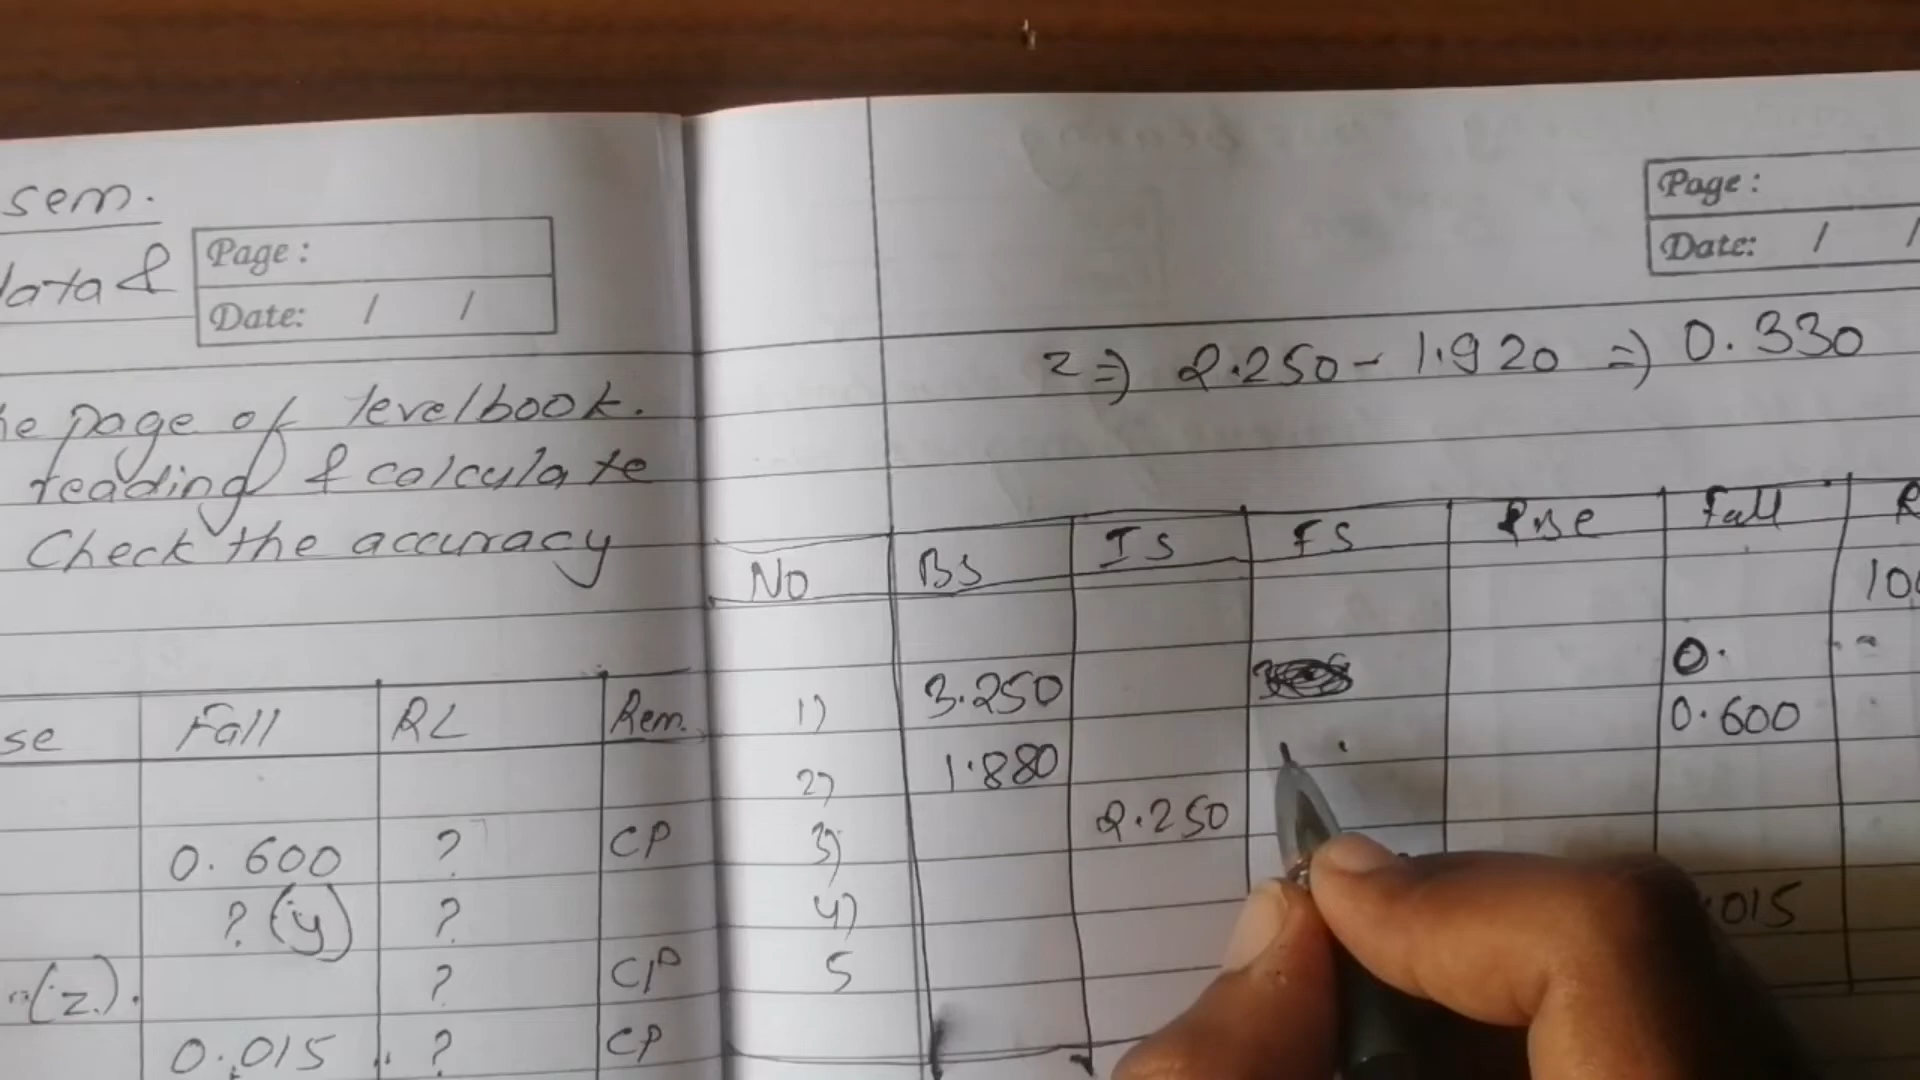 sem.
data &
Page :
Date: / /
he page of levelbook.
reading & calculate
Check the accuracy
se Fall RL Rem.
0.600 ? CP
? (y) ?
(z). ? CP
0.015 ? CP
Page :
Date: / /
z => 2.250 - 1.920 => 0.330
No BS IS FS Rise Fall R
10
1) 3.250 0.
2) 1.880 0.600
3) 2.250
4) .015
5